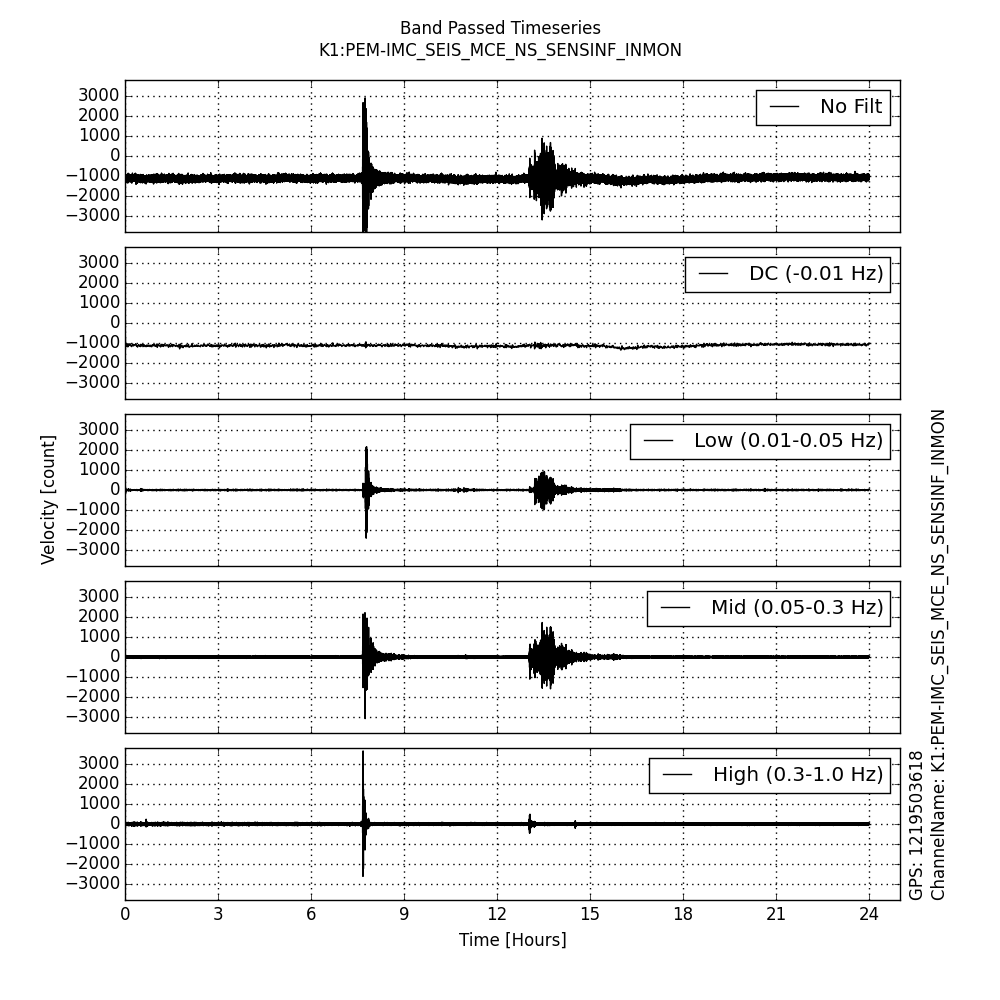 Band Passed Timeseries
K1:PEM-IMC_SEIS_MCE_NS_SENSINF_INMON
3000
2000
1000
0
−1000
−2000
−3000
No Filt
3000
2000
1000
0
−1000
−2000
−3000
DC (-0.01 Hz)
3000
2000
1000
0
−1000
−2000
−3000
Low (0.01-0.05 Hz)
Velocity [count]
3000
2000
1000
0
−1000
−2000
−3000
Mid (0.05-0.3 Hz)
3000
2000
1000
0
−1000
−2000
−3000
High (0.3-1.0 Hz)
0 3 6 9 12 15 18 21 24
Time [Hours]
GPS: 1219503618
ChannelName: K1:PEM-IMC_SEIS_MCE_NS_SENSINF_INMON